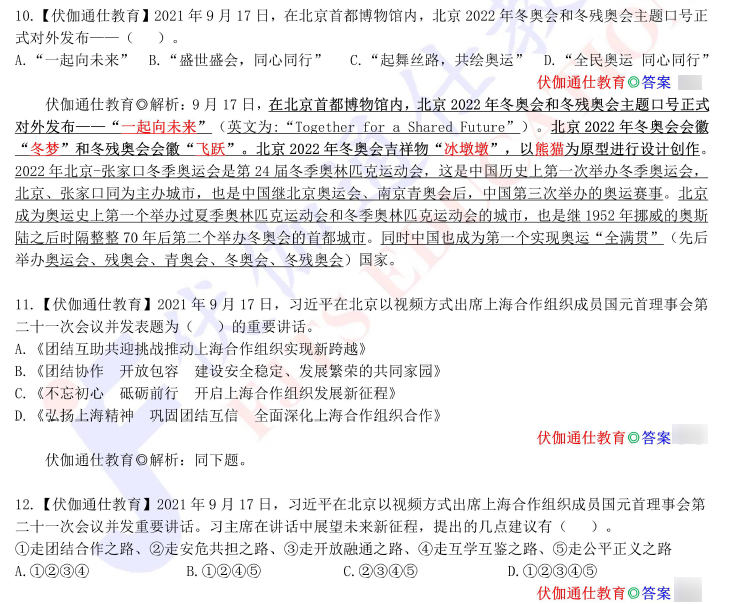 10.【伏伽通仕教育】2021 年 9 月 17 日，在北京首都博物馆内，北京 2022 年冬奥会和冬残奥会主题口号正
式对外发布——（    ）。
A.“一起向未来”  B.“盛世盛会，同心同行”   C.“起舞丝路，共绘奥运”  D.“全民奥运 同心同行”
伏伽通仕教育◎答案
伏伽通仕教育◎解析：9 月 17 日，在北京首都博物馆内，北京 2022 年冬奥会和冬残奥会主题口号正式
对外发布——“一起向未来”（英文为:“Together for a Shared Future”）。北京 2022 年冬奥会会徽
“冬梦”和冬残奥会会徽“飞跃”。北京 2022 年冬奥会吉祥物“冰墩墩”，以熊猫为原型进行设计创作。
2022 年北京-张家口冬季奥运会是第 24 届冬季奥林匹克运动会，这是中国历史上第一次举办冬季奥运会，
北京、张家口同为主办城市，也是中国继北京奥运会、南京青奥会后，中国第三次举办的奥运赛事。北京
成为奥运史上第一个举办过夏季奥林匹克运动会和冬季奥林匹克运动会的城市，也是继 1952 年挪威的奥斯
陆之后时隔整整 70 年后第二个举办冬奥会的首都城市。同时中国也成为第一个实现奥运“全满贯”（先后
举办奥运会、残奥会、青奥会、冬奥会、冬残奥会）国家。
11.【伏伽通仕教育】2021 年 9 月 17 日，习近平在北京以视频方式出席上海合作组织成员国元首理事会第
二十一次会议并发表题为（    ）的重要讲话。
A.《团结互助共迎挑战推动上海合作组织实现新跨越》
B.《团结协作  开放包容  建设安全稳定、发展繁荣的共同家园》
C.《不忘初心  砥砺前行  开启上海合作组织发展新征程》
D.《弘扬上海精神  巩固团结互信  全面深化上海合作组织合作》
伏伽通仕教育◎答案
伏伽通仕教育◎解析：同下题。
12.【伏伽通仕教育】2021 年 9 月 17 日，习近平在北京以视频方式出席上海合作组织成员国元首理事会第
二十一次会议并发重要讲话。习主席在讲话中展望未来新征程，提出的几点建议有（    ）。
①走团结合作之路、②走安危共担之路、③走开放融通之路、④走互学互鉴之路、⑤走公平正义之路
A.①②③④    B.①②④⑤    C.②③④⑤    D.①②③④⑤
伏伽通仕教育◎答案